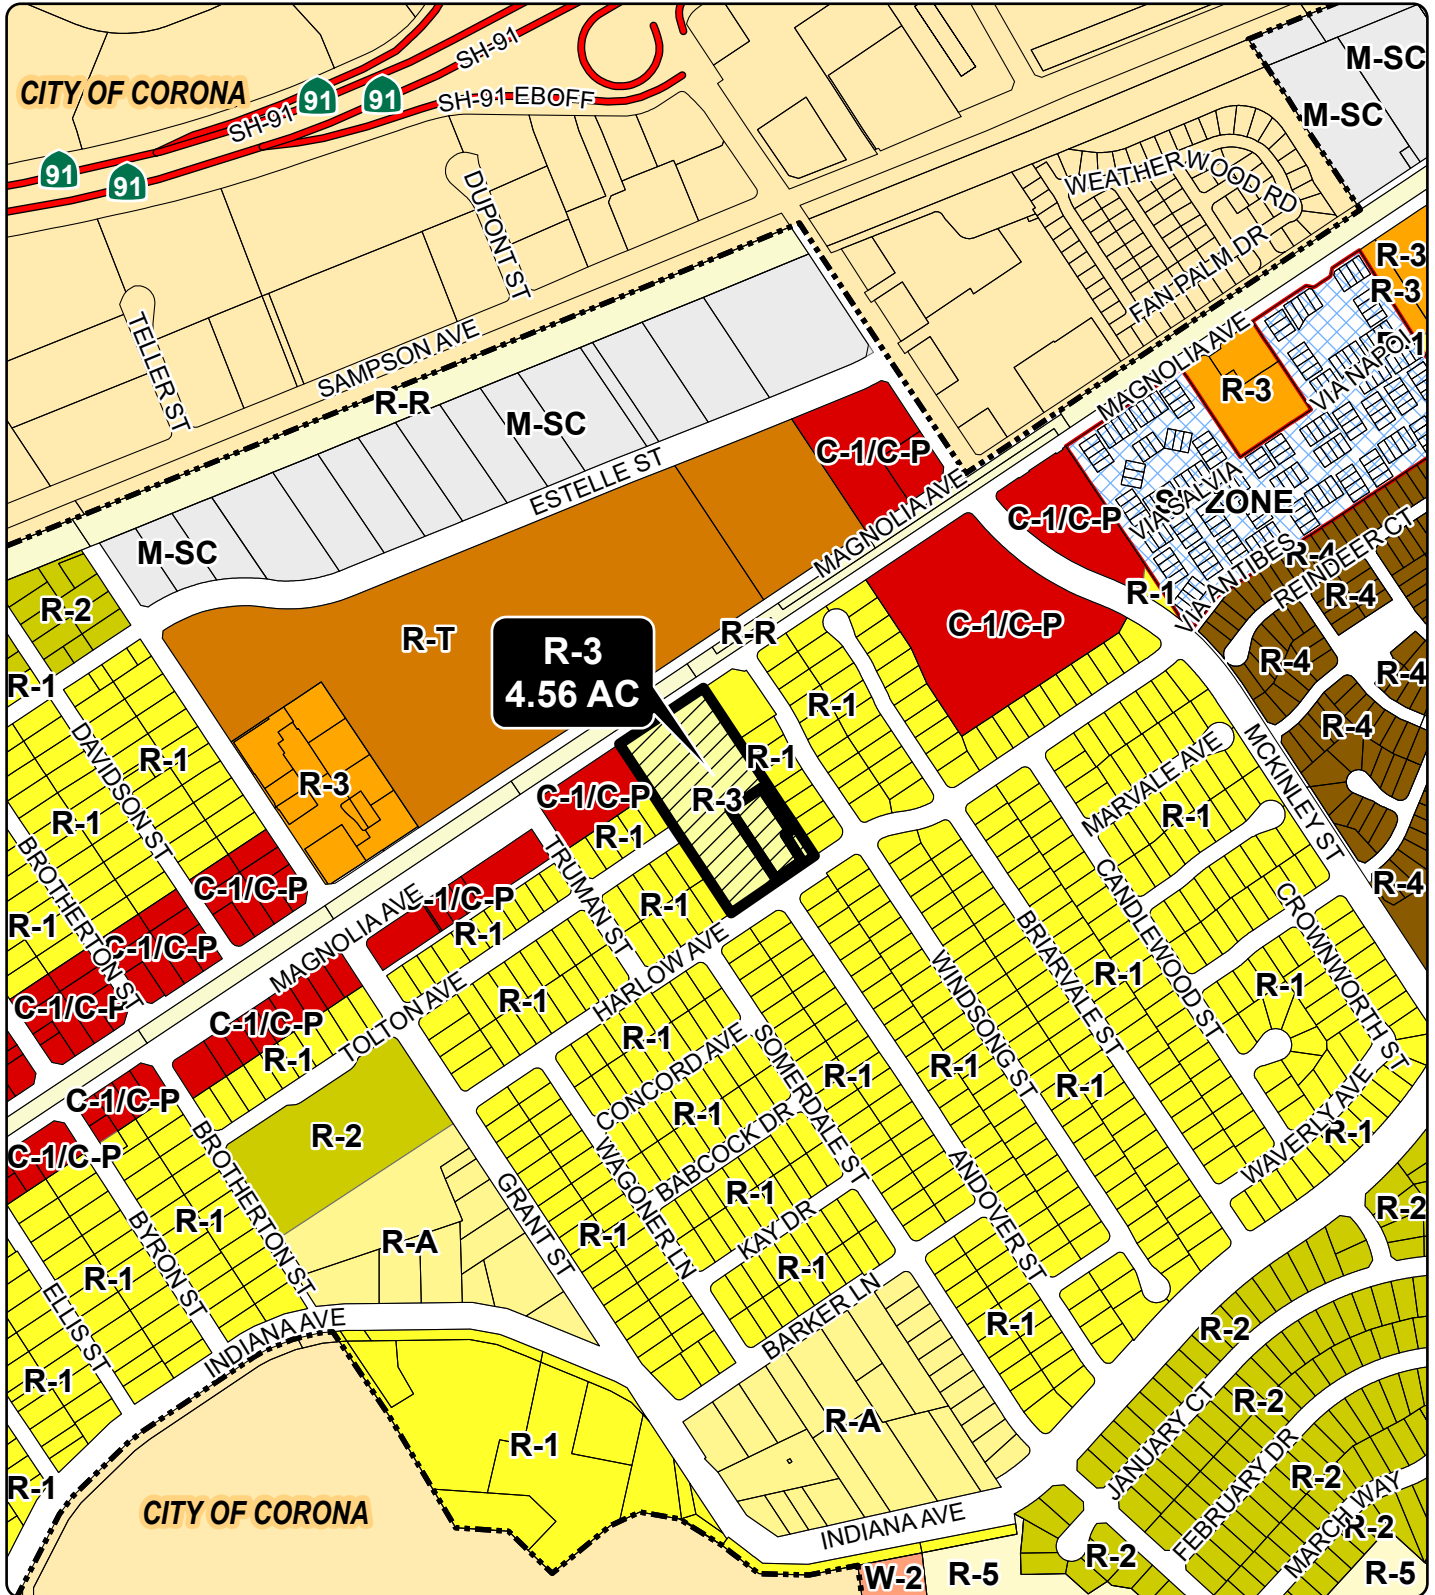 CITY OF CORONA
SH-91
91
91
SH-91
SH-91 EBOFF
91
91
M-SC
M-SC
WEATHERWOOD RD
DUPONT ST
FAN PALM DR
R-3
R-3
TELLER ST
SAMPSON AVE
MAGNOLIA AVE
R-R
M-SC
R-3
VIA NAPOLI
C-1/C-P
ESTELLE ST
C-1/C-P
VIA SALVIA
ZONE
M-SC
MAGNOLIA AVE
R-4
REINDEER CT
VIA ANTIBES
R-2
R-1
R-4
R-T
R-R
C-1/C-P
R-3
4.56 AC
R-4
R-4
R-1
R-1
R-4
DAVIDSON ST
R-1
R-1
MCKINLEY ST
R-3
C-1/C-P
R-3
MARVALE AVE
R-1
R-1
R-1
BROTHERTON ST
TRUMAN ST
CANDLEWOOD ST
R-4
C-1/C-P
C-1/C-P
R-1
CROWNWORTH ST
R-1
R-1
MAGNOLIA AVE
BRIARVALE ST
C-1/C-P
HARLOW AVE
WINDSONG ST
R-1
R-1
C-1/C-P
R-1
TOLTON AVE
C-1/C-P
R-1
R-1
CONCORD AVE
SOMERDALE ST
R-1
R-1
R-1
C-1/C-P
R-1
BABCOCK DR
WAVERLY AVE
R-1
R-2
C-1/C-P
BROTHERTON ST
WAGONER LN
ANDOVER ST
R-1
R-2
GRANT ST
R-1
BYRON ST
R-A
R-1
KAY DR
R-1
R-1
ELLIS ST
BARKER LN
INDIANA AVE
R-1
R-2
R-1
R-2
JANUARY CT
R-A
R-1
FEBRUARY DR
R-2
R-1
MARCH WAY
CITY OF CORONA
INDIANA AVE
R-2
R-2
W-2
R-5
R-5